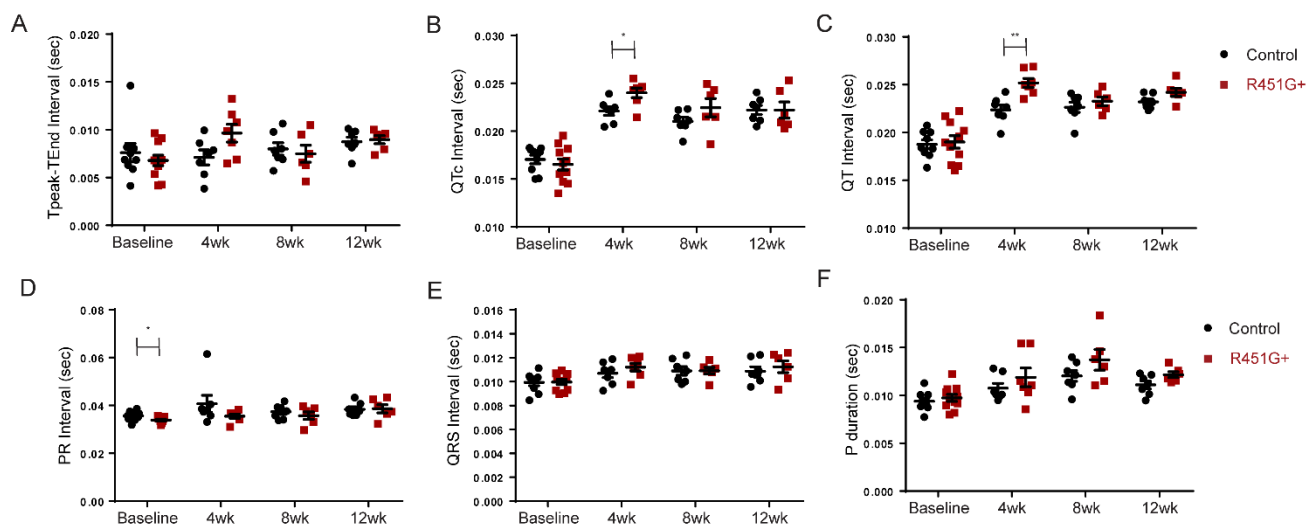 A
Tpeak-TEnd Interval (sec)
0.020
0.015
0.010
0.005
0.000
Baseline 4wk 8wk 12wk
B
QTc Interval (sec)
0.030
0.025
0.020
0.015
0.010
*
Baseline 4wk 8wk 12wk
C
QT Interval (sec)
0.030
0.025
0.020
0.015
0.010
**
Baseline 4wk 8wk 12wk
Control
R451G+
D
PR Interval (sec)
0.08
0.06
0.04
0.02
0.00
*
Baseline 4wk 8wk 12wk
E
QRS Interval (sec)
0.016
0.014
0.012
0.010
0.008
0.006
0.004
0.002
0.000
Baseline 4wk 8wk 12wk
F
P duration (sec)
0.020
0.015
0.010
0.005
0.000
Baseline 4wk 8wk 12wk
Control
R451G+